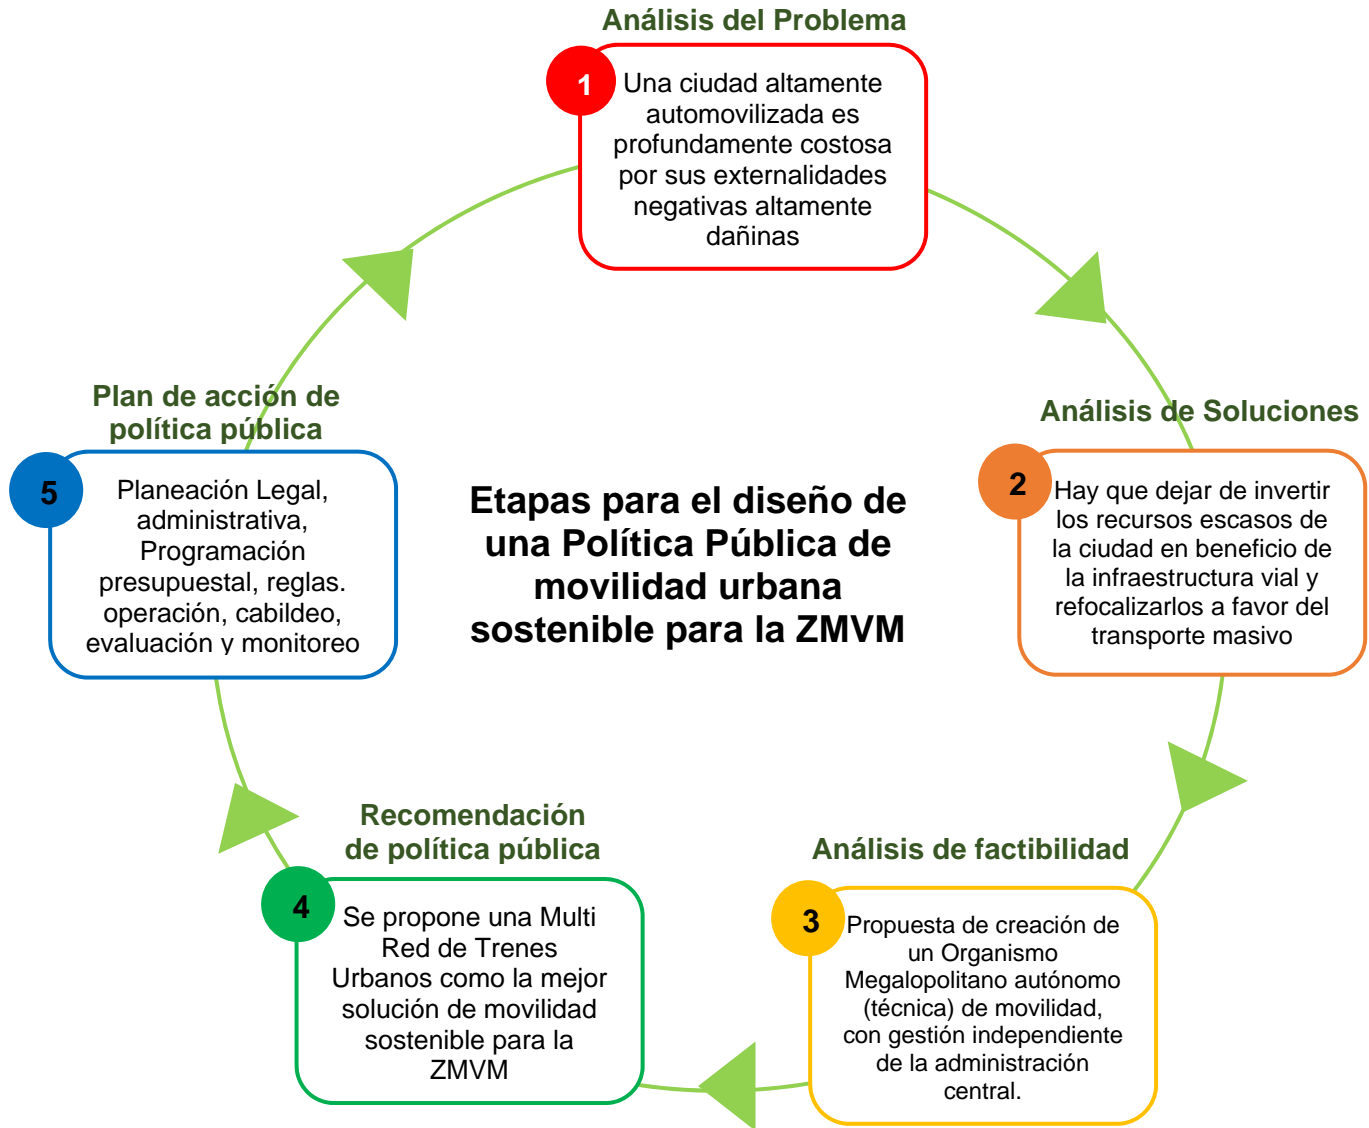 Análisis del Problema
1
Una ciudad altamente
automovilizada es
profundamente costosa
por sus externalidades
negativas altamente
dañinas
Análisis de Soluciones
2
Hay que dejar de invertir
los recursos escasos de
la ciudad en beneficio de
la infraestructura vial y
refocalizarlos a favor del
transporte masivo
Análisis de factibilidad
3
Propuesta de creación de
un Organismo
Megalopolitano autónomo
(técnica) de movilidad,
con gestión independiente
de la administración
central.
Recomendación
de política pública
4
Se propone una Multi
Red de Trenes
Urbanos como la mejor
solución de movilidad
sostenible para la
ZMVM
Plan de acción de
política pública
5
Planeación Legal,
administrativa,
Programación
presupuestal, reglas.
operación, cabildeo,
evaluación y monitoreo
Etapas para el diseño de
una Política Pública de
movilidad urbana
sostenible para la ZMVM